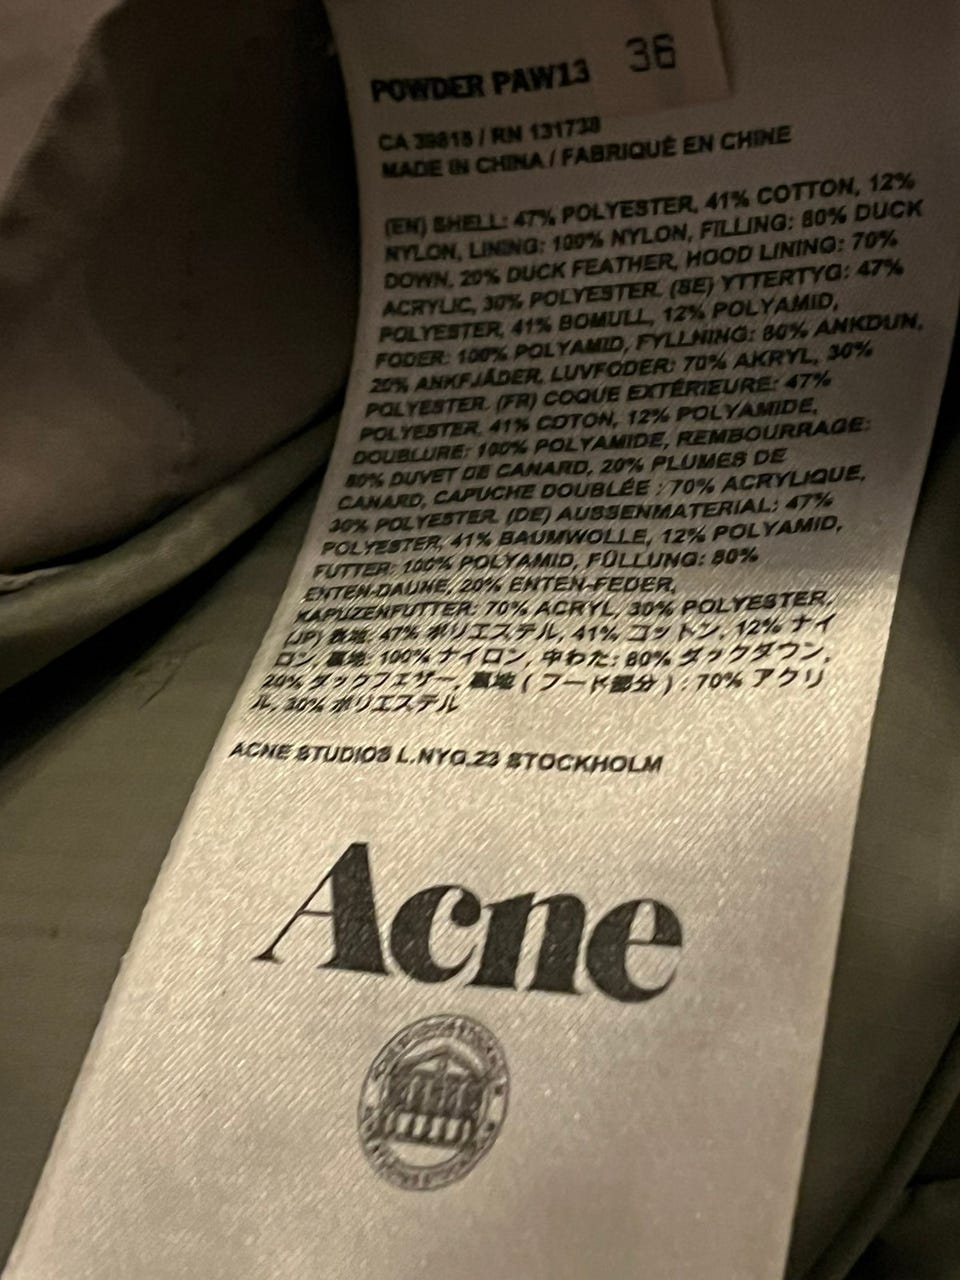 36
POWDER PAW13
CA 39818 / RN 131738
MADE IN CHINA / FABRIQUÉ EN CHINE
(EN) SHELL: 47% POLYESTER, 41% COTTON, 12%
NYLON, LINING: 100% NYLON, FILLING: 80% DUCK
DOWN, 20% DUCK FEATHER, HOOD LINING: 70%
ACRYLIC, 30% POLYESTER. (SE) YTTERTYG: 47%
POLYESTER, 41% BOMULL, 12% POLYAMID,
FODER: 100% POLYAMID, FYLLNING: 80% ANKDUN,
20% ANKFJÄDER, LUVFODER: 70% AKRYL, 30%
POLYESTER. (FR) COQUE EXTÉRIEURE: 47%
POLYESTER, 41% COTON, 12% POLYAMIDE,
DOUBLURE: 100% POLYAMIDE, REMBOURRAGE:
80% DUVET DE CANARD, 20% PLUMES DE
CANARD, CAPUCHE DOUBLÉE : 70% ACRYLIQUE,
30% POLYESTER. (DE) AUSSENMATERIAL: 47%
POLYESTER, 41% BAUMWOLLE, 12% POLYAMID,
FUTTER: 100% POLYAMID, FÜLLUNG: 80%
ENTEN-DAUNE, 20% ENTEN-FEDER,
KAPUZENFUTTER: 70% ACRYL, 30% POLYESTER,
(JP) 表地: 47% ポリエステル, 41% コットン, 12% ナイ
ロン, 裏地: 100% ナイロン, 中わた: 80% ダックダウン,
20% ダックフェザー, 裏地 ( フード部分 ) : 70% アクリ
ル, 30% ポリエステル
ACNE STUDIOS L.NYG.23 STOCKHOLM
Acne